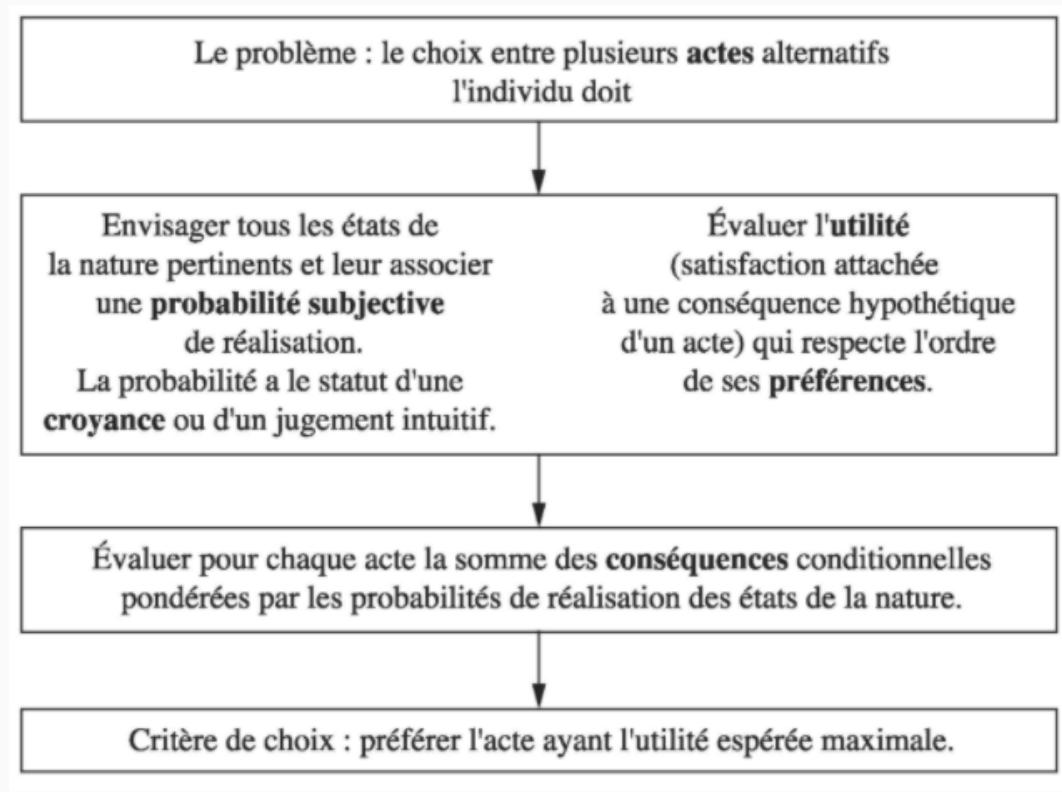 Le problème : le choix entre plusieurs actes alternatifs
l'individu doit
Envisager tous les états de
la nature pertinents et leur associer
une probabilité subjective
de réalisation.
La probabilité a le statut d'une
croyance ou d'un jugement intuitif.
Évaluer l'utilité
(satisfaction attachée
à une conséquence hypothétique
d'un acte) qui respecte l'ordre
de ses préférences.
Évaluer pour chaque acte la somme des conséquences conditionnelles
pondérées par les probabilités de réalisation des états de la nature.
Critère de choix : préférer l'acte ayant l'utilité espérée maximale.